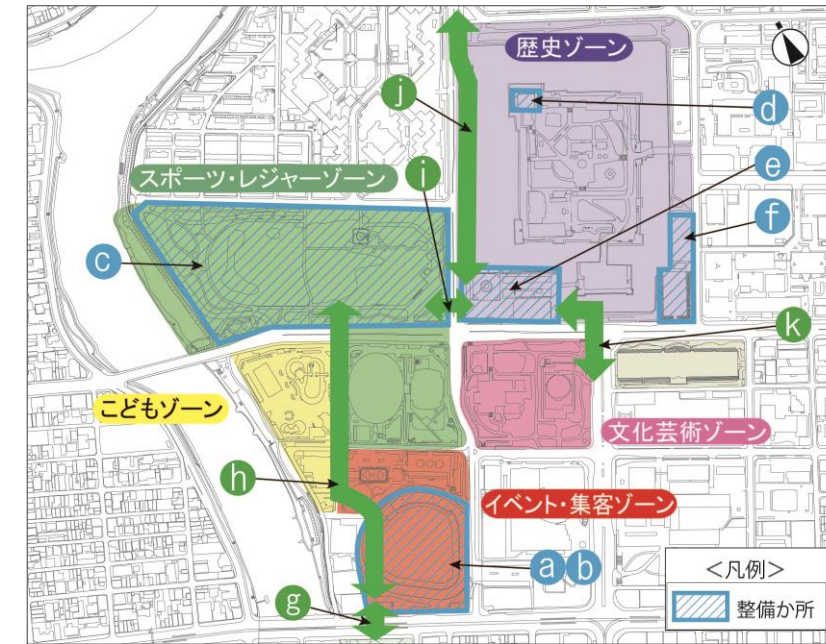 歴史ゾーン
j
d
i
e
スポーツ・レジャーゾーン
f
c
k
こどもゾーン
文化芸術ゾーン
h
イベント・集客ゾーン
a b
g
<凡例>
整備か所